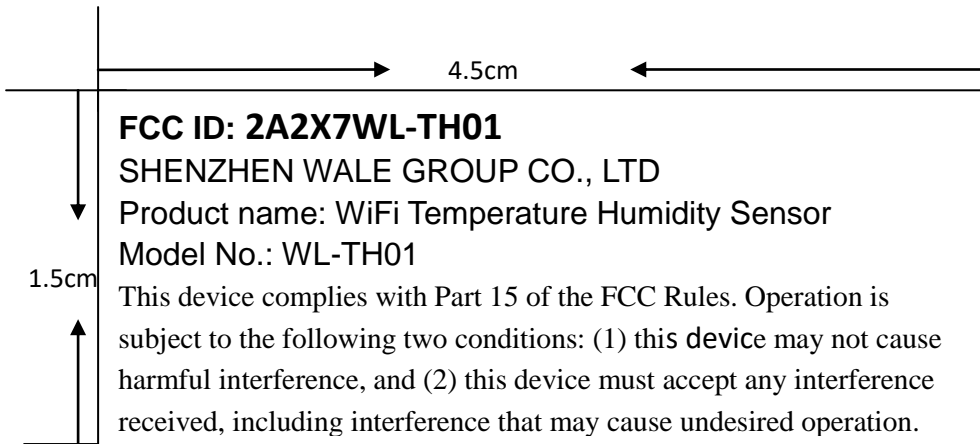 4.5cm
FCC ID: 2A2X7WL-TH01
SHENZHEN WALE GROUP CO., LTD
Product name: WiFi Temperature Humidity Sensor
Model No.: WL-TH01
1.5cm
This device complies with Part 15 of the FCC Rules. Operation is
subject to the following two conditions: (1) this device may not cause
harmful interference, and (2) this device must accept any interference
received, including interference that may cause undesired operation.